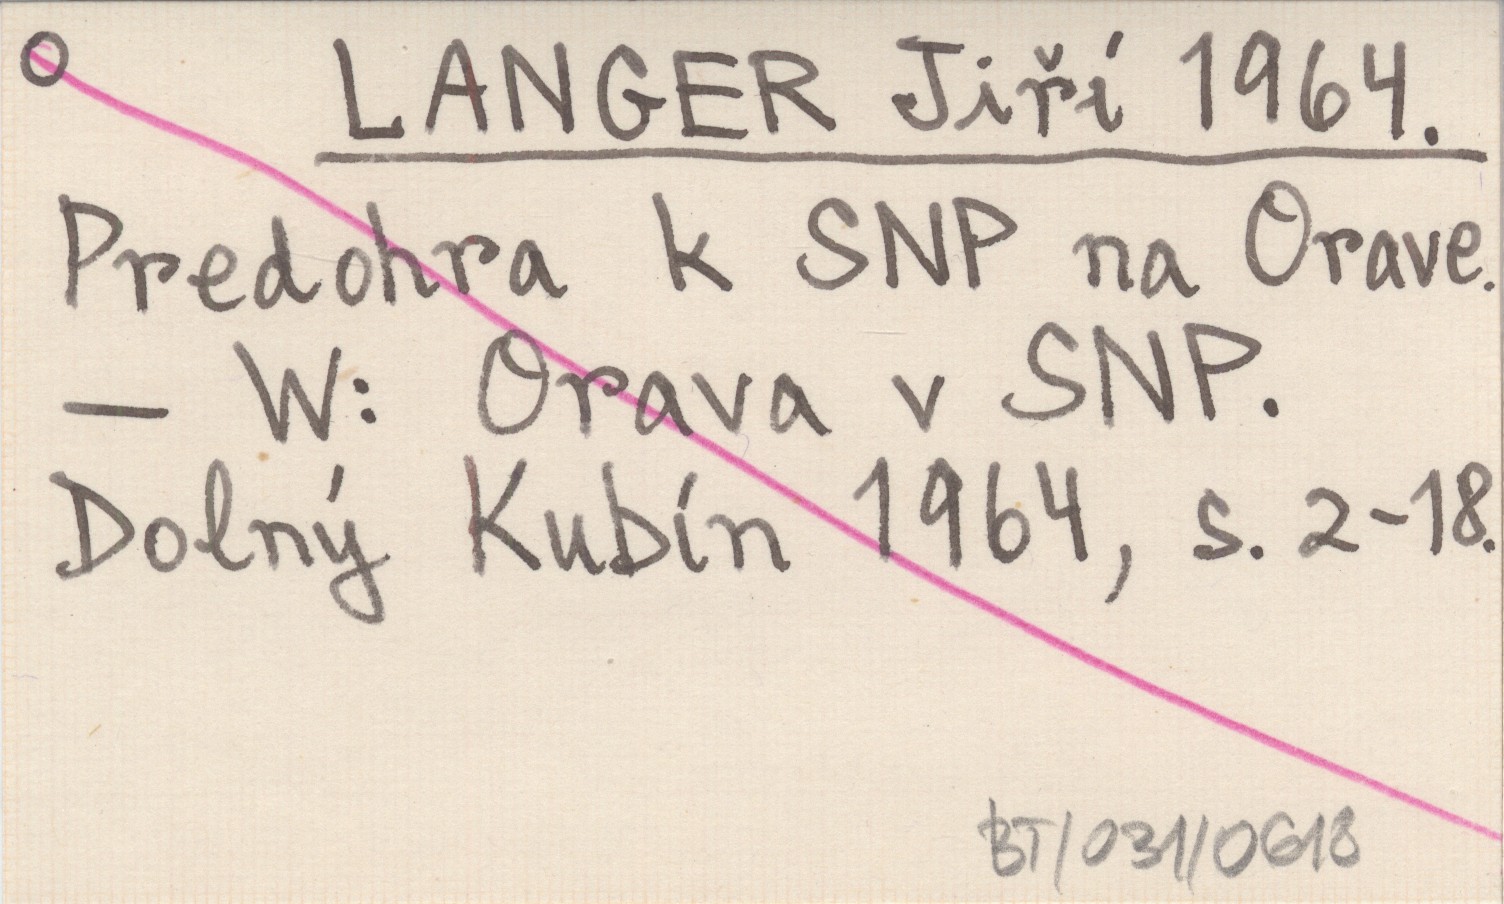 O LANGER Jiří 1964.
Predohra k SNP na Orave.
— W: Orava v SNP.
Dolný Kubín 1964, s. 2-18.
BT/031/0618